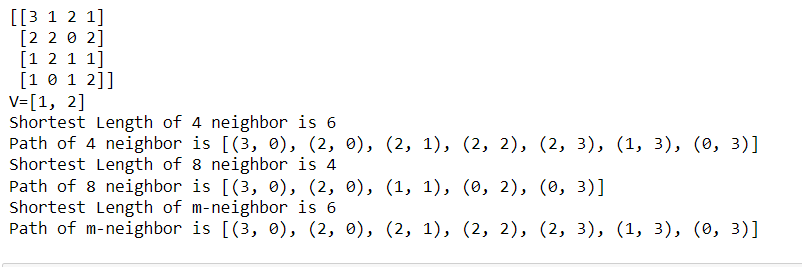 [[3 1 2 1]
[2 2 0 2]
[1 2 1 1]
[1 0 1 2]]
V=[1, 2]
Shortest Length of 4 neighbor is 6
Path of 4 neighbor is [(3, 0), (2, 0), (2, 1), (2, 2), (2, 3), (1, 3), (0, 3)]
Shortest Length of 8 neighbor is 4
Path of 8 neighbor is [(3, 0), (2, 0), (1, 1), (0, 2), (0, 3)]
Shortest Length of m-neighbor is 6
Path of m-neighbor is [(3, 0), (2, 0), (2, 1), (2, 2), (2, 3), (1, 3), (0, 3)]